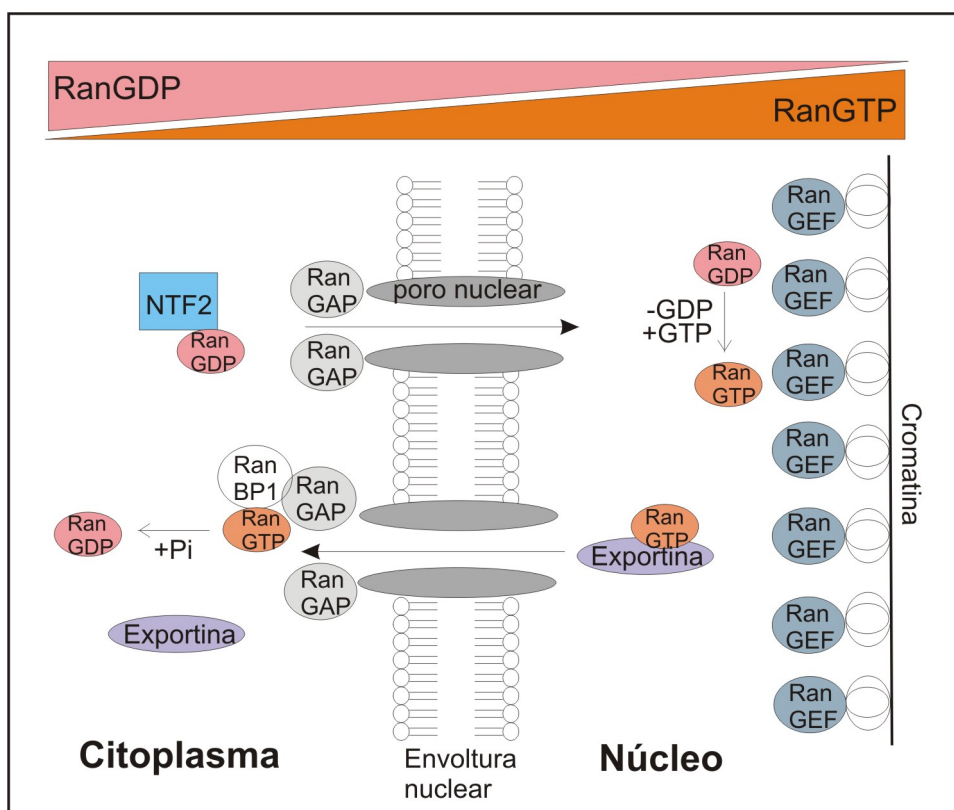 RanGDP
RanGTP
Ran
GEF
Ran
GAP
poro nuclear
Ran
GDP
NTF2
Ran
GDP
-GDP
+GTP
Ran
GEF
Ran
GAP
Ran
GTP
Ran
GEF
Cromatina
Ran
BP1
Ran
GAP
Ran
GEF
Ran
GDP
+Pi
Ran
GTP
Ran
GTP
Exportina
Ran
GEF
Ran
GAP
Exportina
Ran
GEF
Ran
GEF
Citoplasma
Envoltura
nuclear
Núcleo